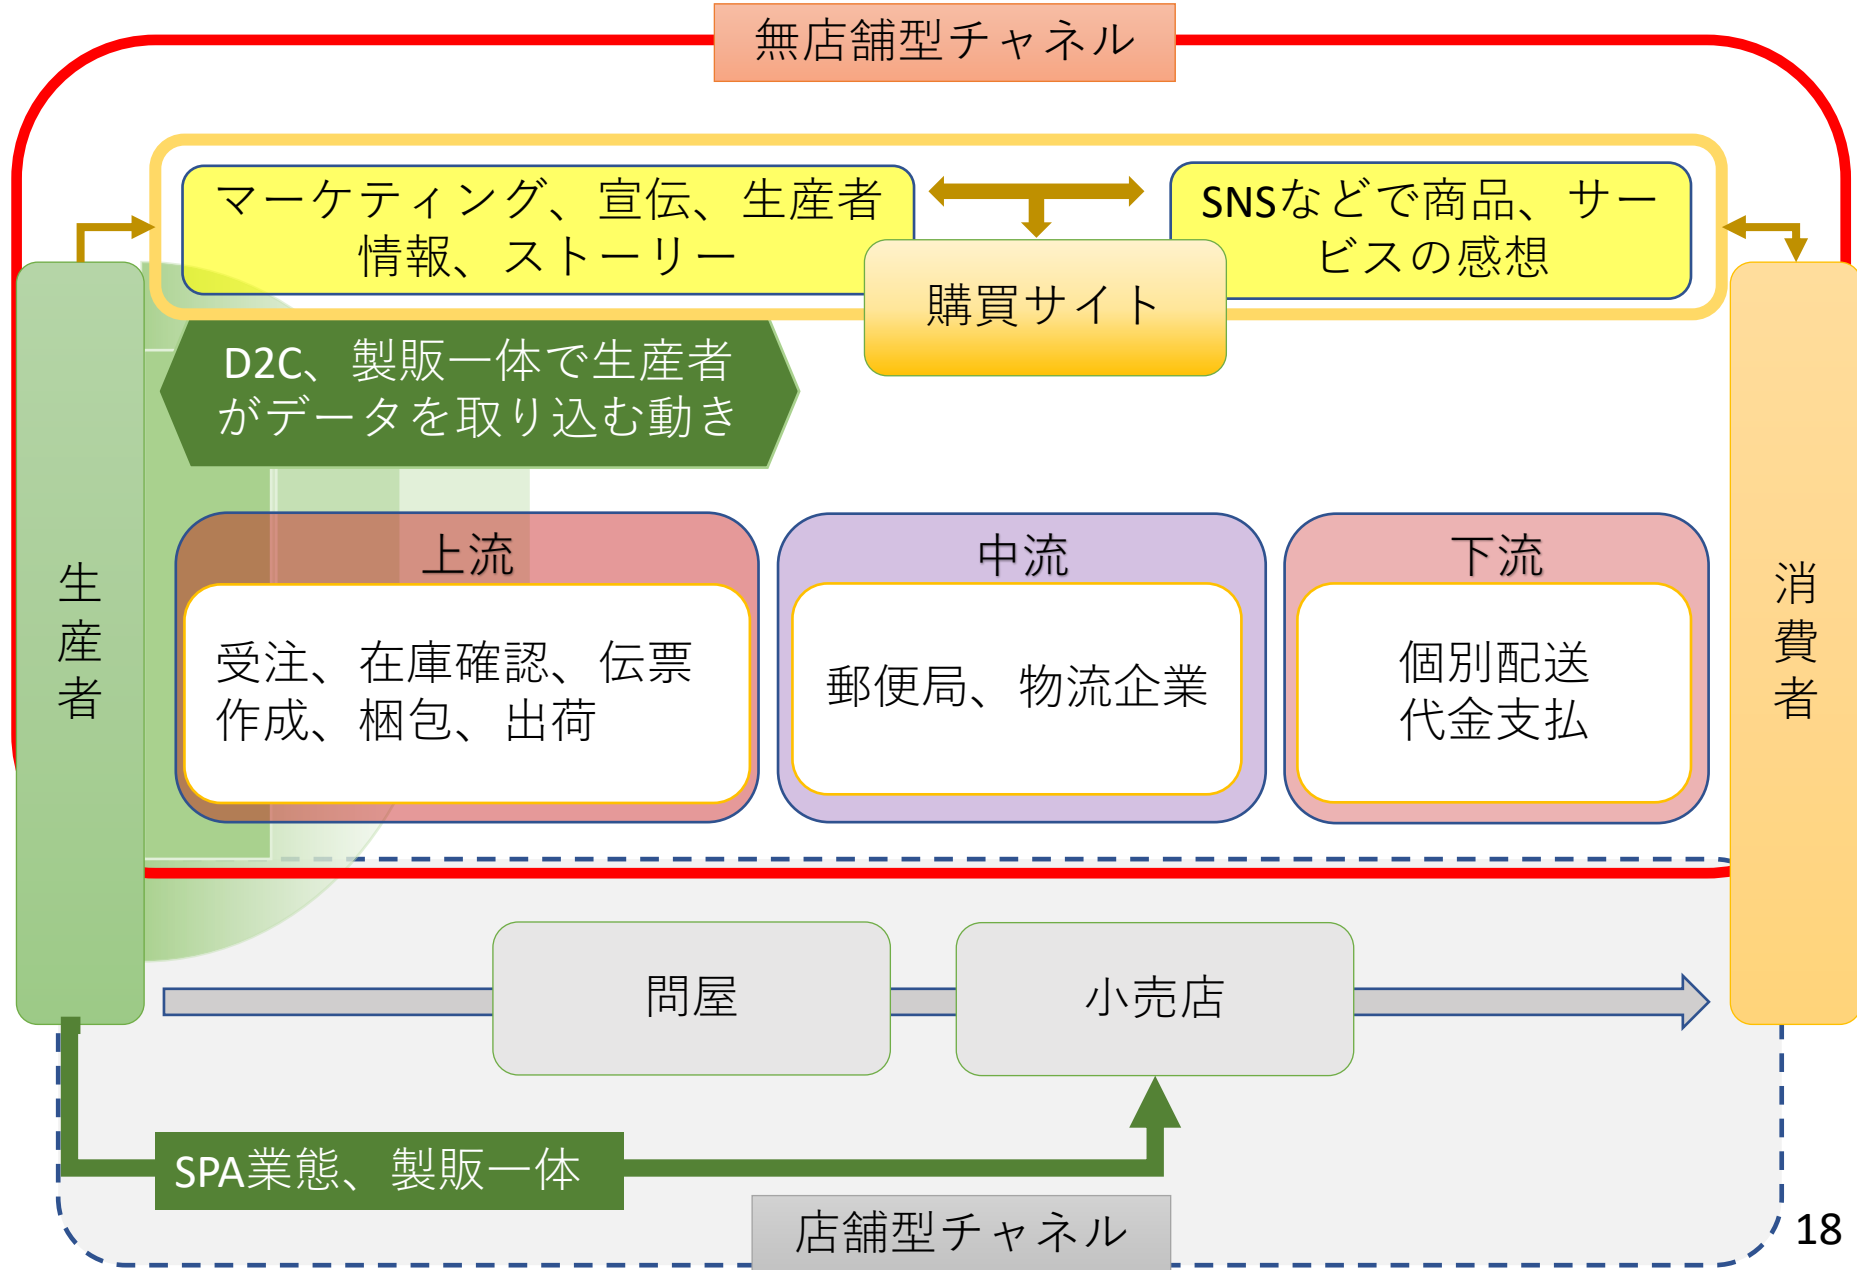 無店舗型チャネル
マーケティング、宣伝、生産者
情報、ストーリー
SNSなどで商品、サー
ビスの感想
購買サイト
D2C、製販一体で生産者
がデータを取り込む動き
生産者
上流
受注、在庫確認、伝票
作成、梱包、出荷
中流
郵便局、物流企業
下流
個別配送
代金支払
消費者
問屋
小売店
SPA業態、製販一体
店舗型チャネル
18